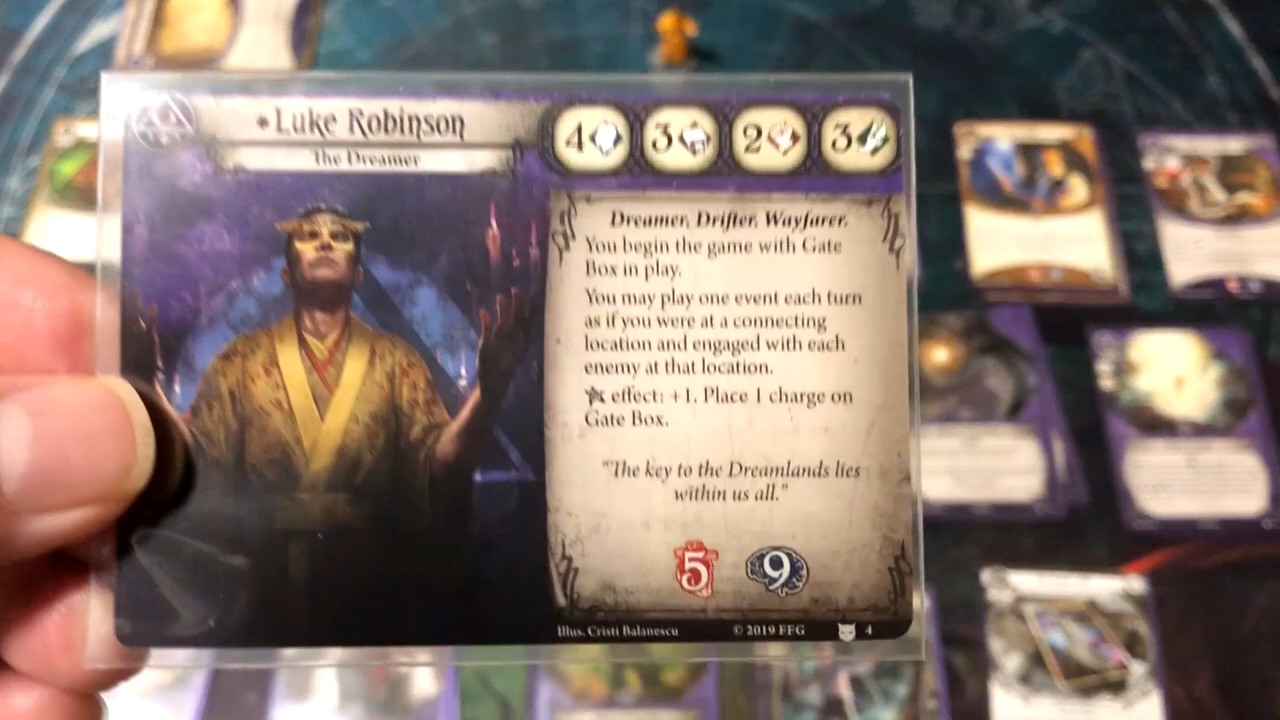 Luke Robinson
The Dreamer
4 3 2 3
Dreamer. Drifter. Wayfarer.
You begin the game with Gate
Box in play.
You may play one event each turn
as if you were at a connecting
location and engaged with each
enemy at that location.
effect: +1. Place 1 charge on
Gate Box.
"The key to the Dreamlands lies
within us all."
5 9
Illus. Cristi Balanescu © 2019 FFG 4